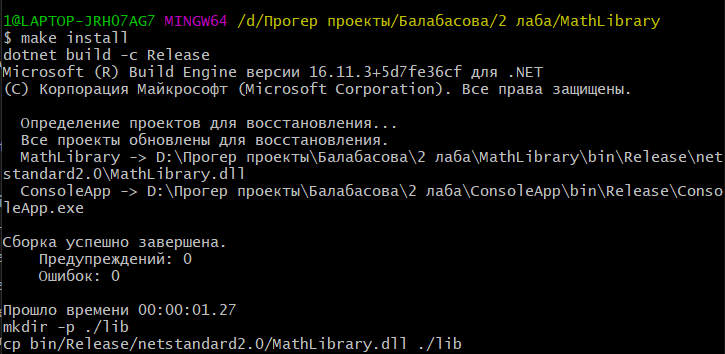 1@LAPTOP-JRHO7AG7 MINGW64 /d/Прогер проекты/Балабасова/2 лаба/MathLibrary
$ make install
dotnet build -c Release
Microsoft (R) Build Engine версии 16.11.3+5d7fe36cf для .NET
(C) Корпорация Майкрософт (Microsoft Corporation). Все права защищены.
Определение проектов для восстановления...
Все проекты обновлены для восстановления.
MathLibrary -> D:\Прогер проекты\Балабасова\2 лаба\MathLibrary\bin\Release\net
standard2.0\MathLibrary.dll
ConsoleApp -> D:\Прогер проекты\Балабасова\2 лаба\ConsoleApp\bin\Release\Conso
leApp.exe
Сборка успешно завершена.
Предупреждений: 0
Ошибок: 0
Прошло времени 00:00:01.27
mkdir -p ./lib
cp bin/Release/netstandard2.0/MathLibrary.dll ./lib